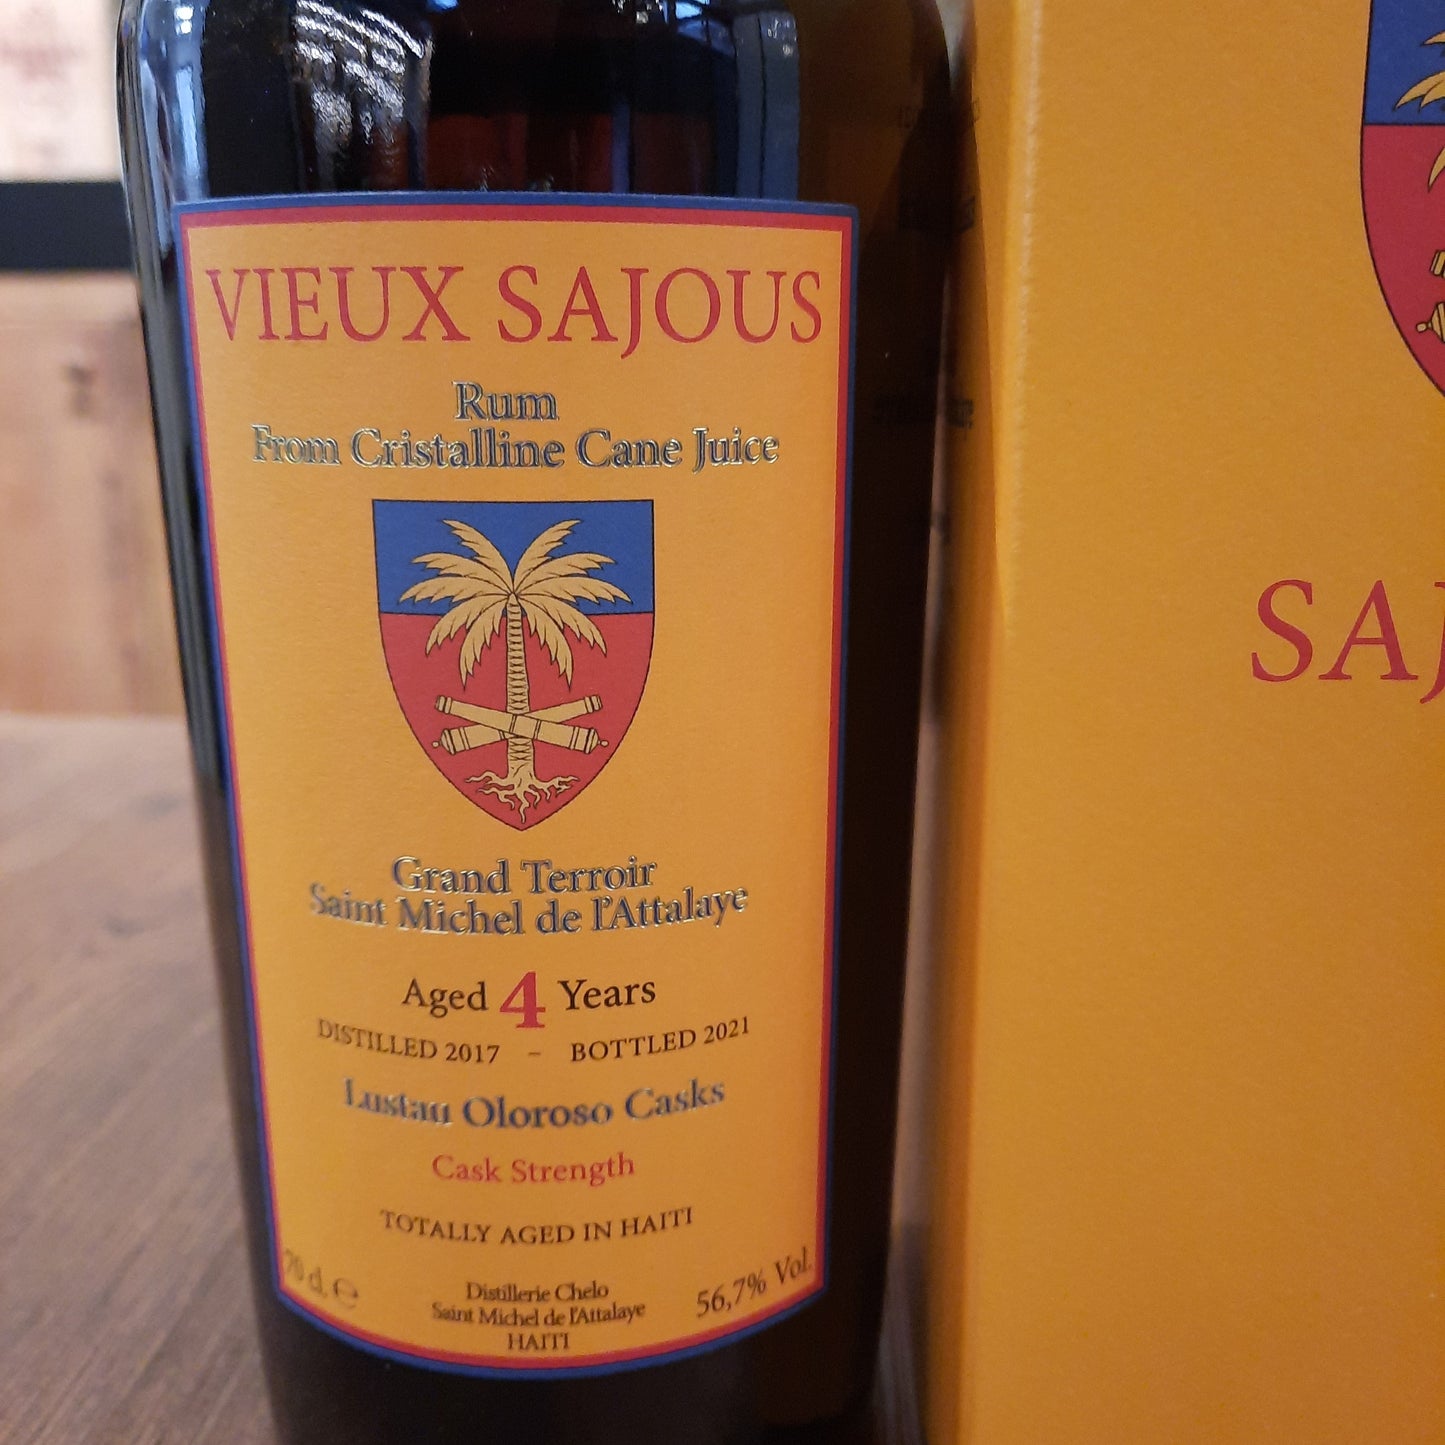 VIEUX SAJOUS
Rum
From Cristalline Cane Juice
Grand Terroir
Saint Michel de l'Attalaye
Aged 4 Years
DISTILLED 2017 - BOTTLED 2021
Lustau Oloroso Casks
Cask Strength
TOTALLY AGED IN HAITI
70 cl. ℮
Distillerie Chelo
Saint Michel de l'Attalaye
HAITI
56,7% Vol.
SAJ